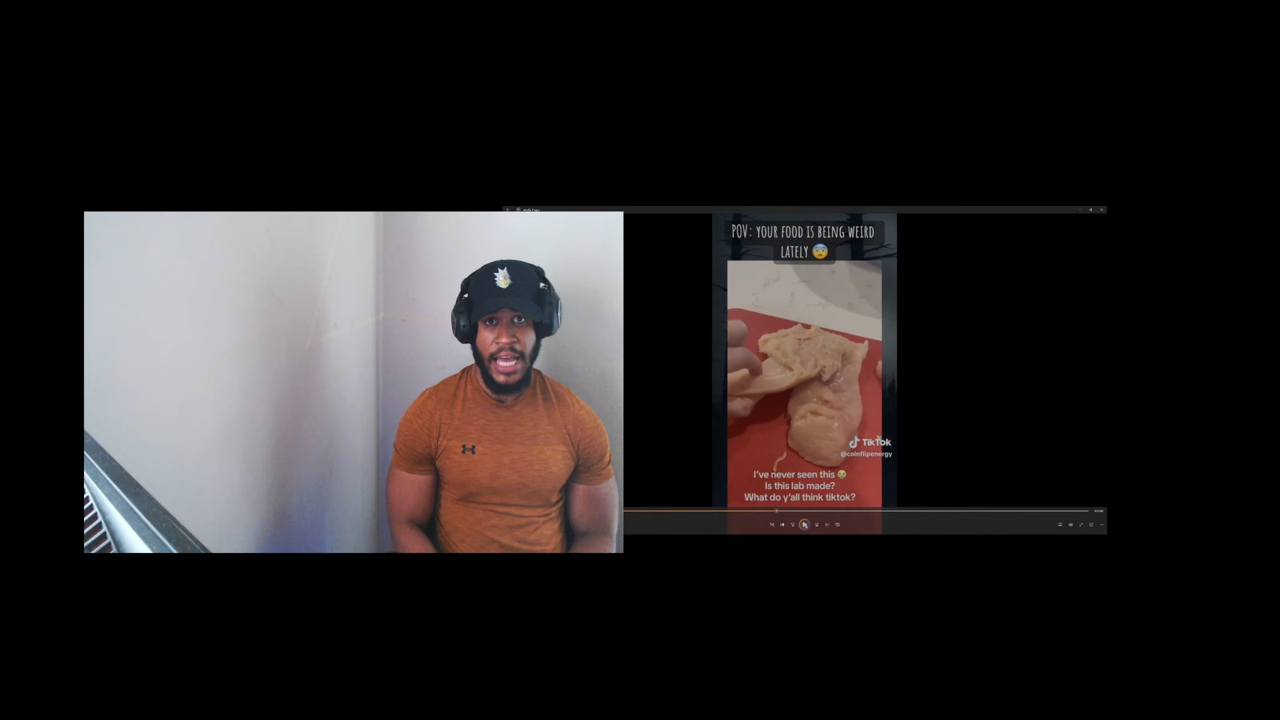 POV: YOUR FOOD IS BEING WEIRD
LATELY 😨
TikTok
@coinflipenergy
I've never seen this 😭
Is this lab made?
What do y'all think tiktok?